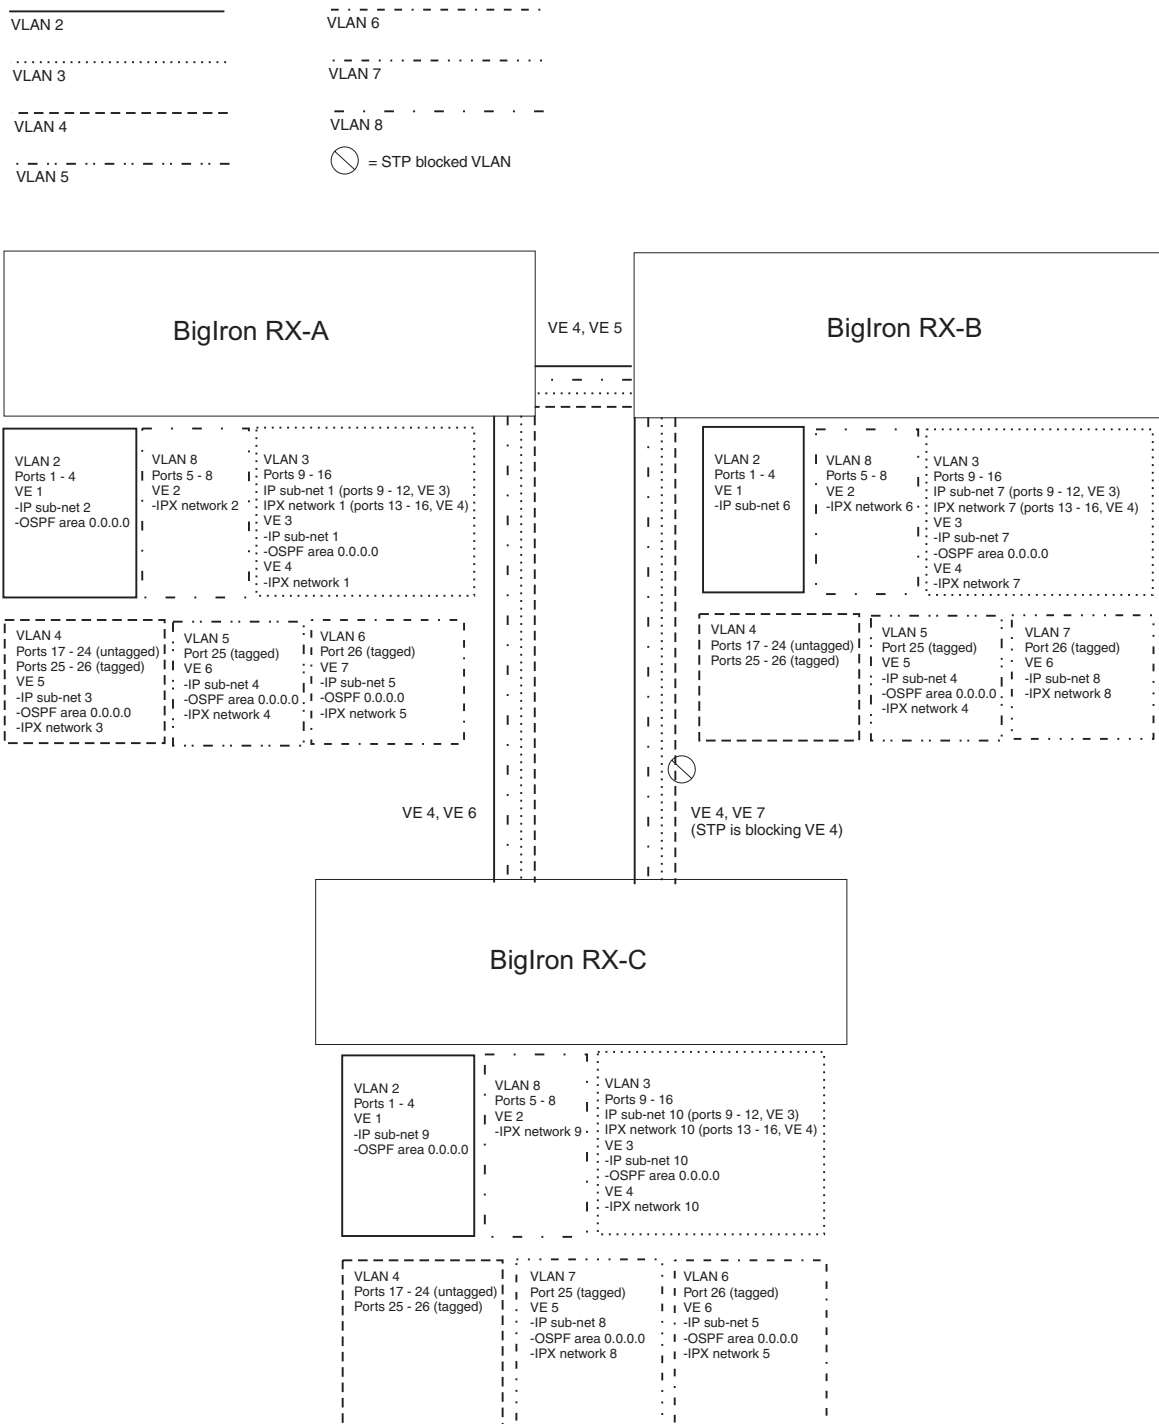 VLAN 2
VLAN 3
VLAN 4
VLAN 5
VLAN 6
VLAN 7
VLAN 8
= STP blocked VLAN
BigIron RX-A
VE 4, VE 5
BigIron RX-B
VLAN 2
Ports 1 - 4
VE 1
-IP sub-net 2
-OSPF area 0.0.0.0
VLAN 8
Ports 5 - 8
VE 2
-IPX network 2
VLAN 3
Ports 9 - 16
IP sub-net 1 (ports 9 - 12, VE 3)
IPX network 1 (ports 13 - 16, VE 4)
VE 3
-IP sub-net 1
-OSPF area 0.0.0.0
VE 4
-IPX network 1
VLAN 4
Ports 17 - 24 (untagged)
Ports 25 - 26 (tagged)
VE 5
-IP sub-net 3
-OSPF area 0.0.0.0
-IPX network 3
VLAN 5
Port 25 (tagged)
VE 6
-IP sub-net 4
-OSPF area 0.0.0.0
-IPX network 4
VLAN 6
Port 26 (tagged)
VE 7
-IP sub-net 5
-OSPF 0.0.0.0
-IPX network 5
VLAN 2
Ports 1 - 4
VE 1
-IP sub-net 6
VLAN 8
Ports 5 - 8
VE 2
-IPX network 6
VLAN 3
Ports 9 - 16
IP sub-net 7 (ports 9 - 12, VE 3)
IPX network 7 (ports 13 - 16, VE 4)
VE 3
-IP sub-net 7
-OSPF area 0.0.0.0
VE 4
-IPX network 7
VLAN 4
Ports 17 - 24 (untagged)
Ports 25 - 26 (tagged)
VLAN 5
Port 25 (tagged)
VE 5
-IP sub-net 4
-OSPF area 0.0.0.0
-IPX network 4
VLAN 7
Port 26 (tagged)
VE 6
-IP sub-net 8
-IPX network 8
VE 4, VE 6
VE 4, VE 7
(STP is blocking VE 4)
BigIron RX-C
VLAN 2
Ports 1 - 4
VE 1
-IP sub-net 9
-OSPF area 0.0.0.0
VLAN 8
Ports 5 - 8
VE 2
-IPX network 9
VLAN 3
Ports 9 - 16
IP sub-net 10 (ports 9 - 12, VE 3)
IPX network 10 (ports 13 - 16, VE 4)
VE 3
-IP sub-net 10
-OSPF area 0.0.0.0
VE 4
-IPX network 10
VLAN 4
Ports 17 - 24 (untagged)
Ports 25 - 26 (tagged)
VLAN 7
Port 25 (tagged)
VE 5
-IP sub-net 8
-OSPF area 0.0.0.0
-IPX network 8
VLAN 6
Port 26 (tagged)
VE 6
-IP sub-net 5
-OSPF area 0.0.0.0
-IPX network 5